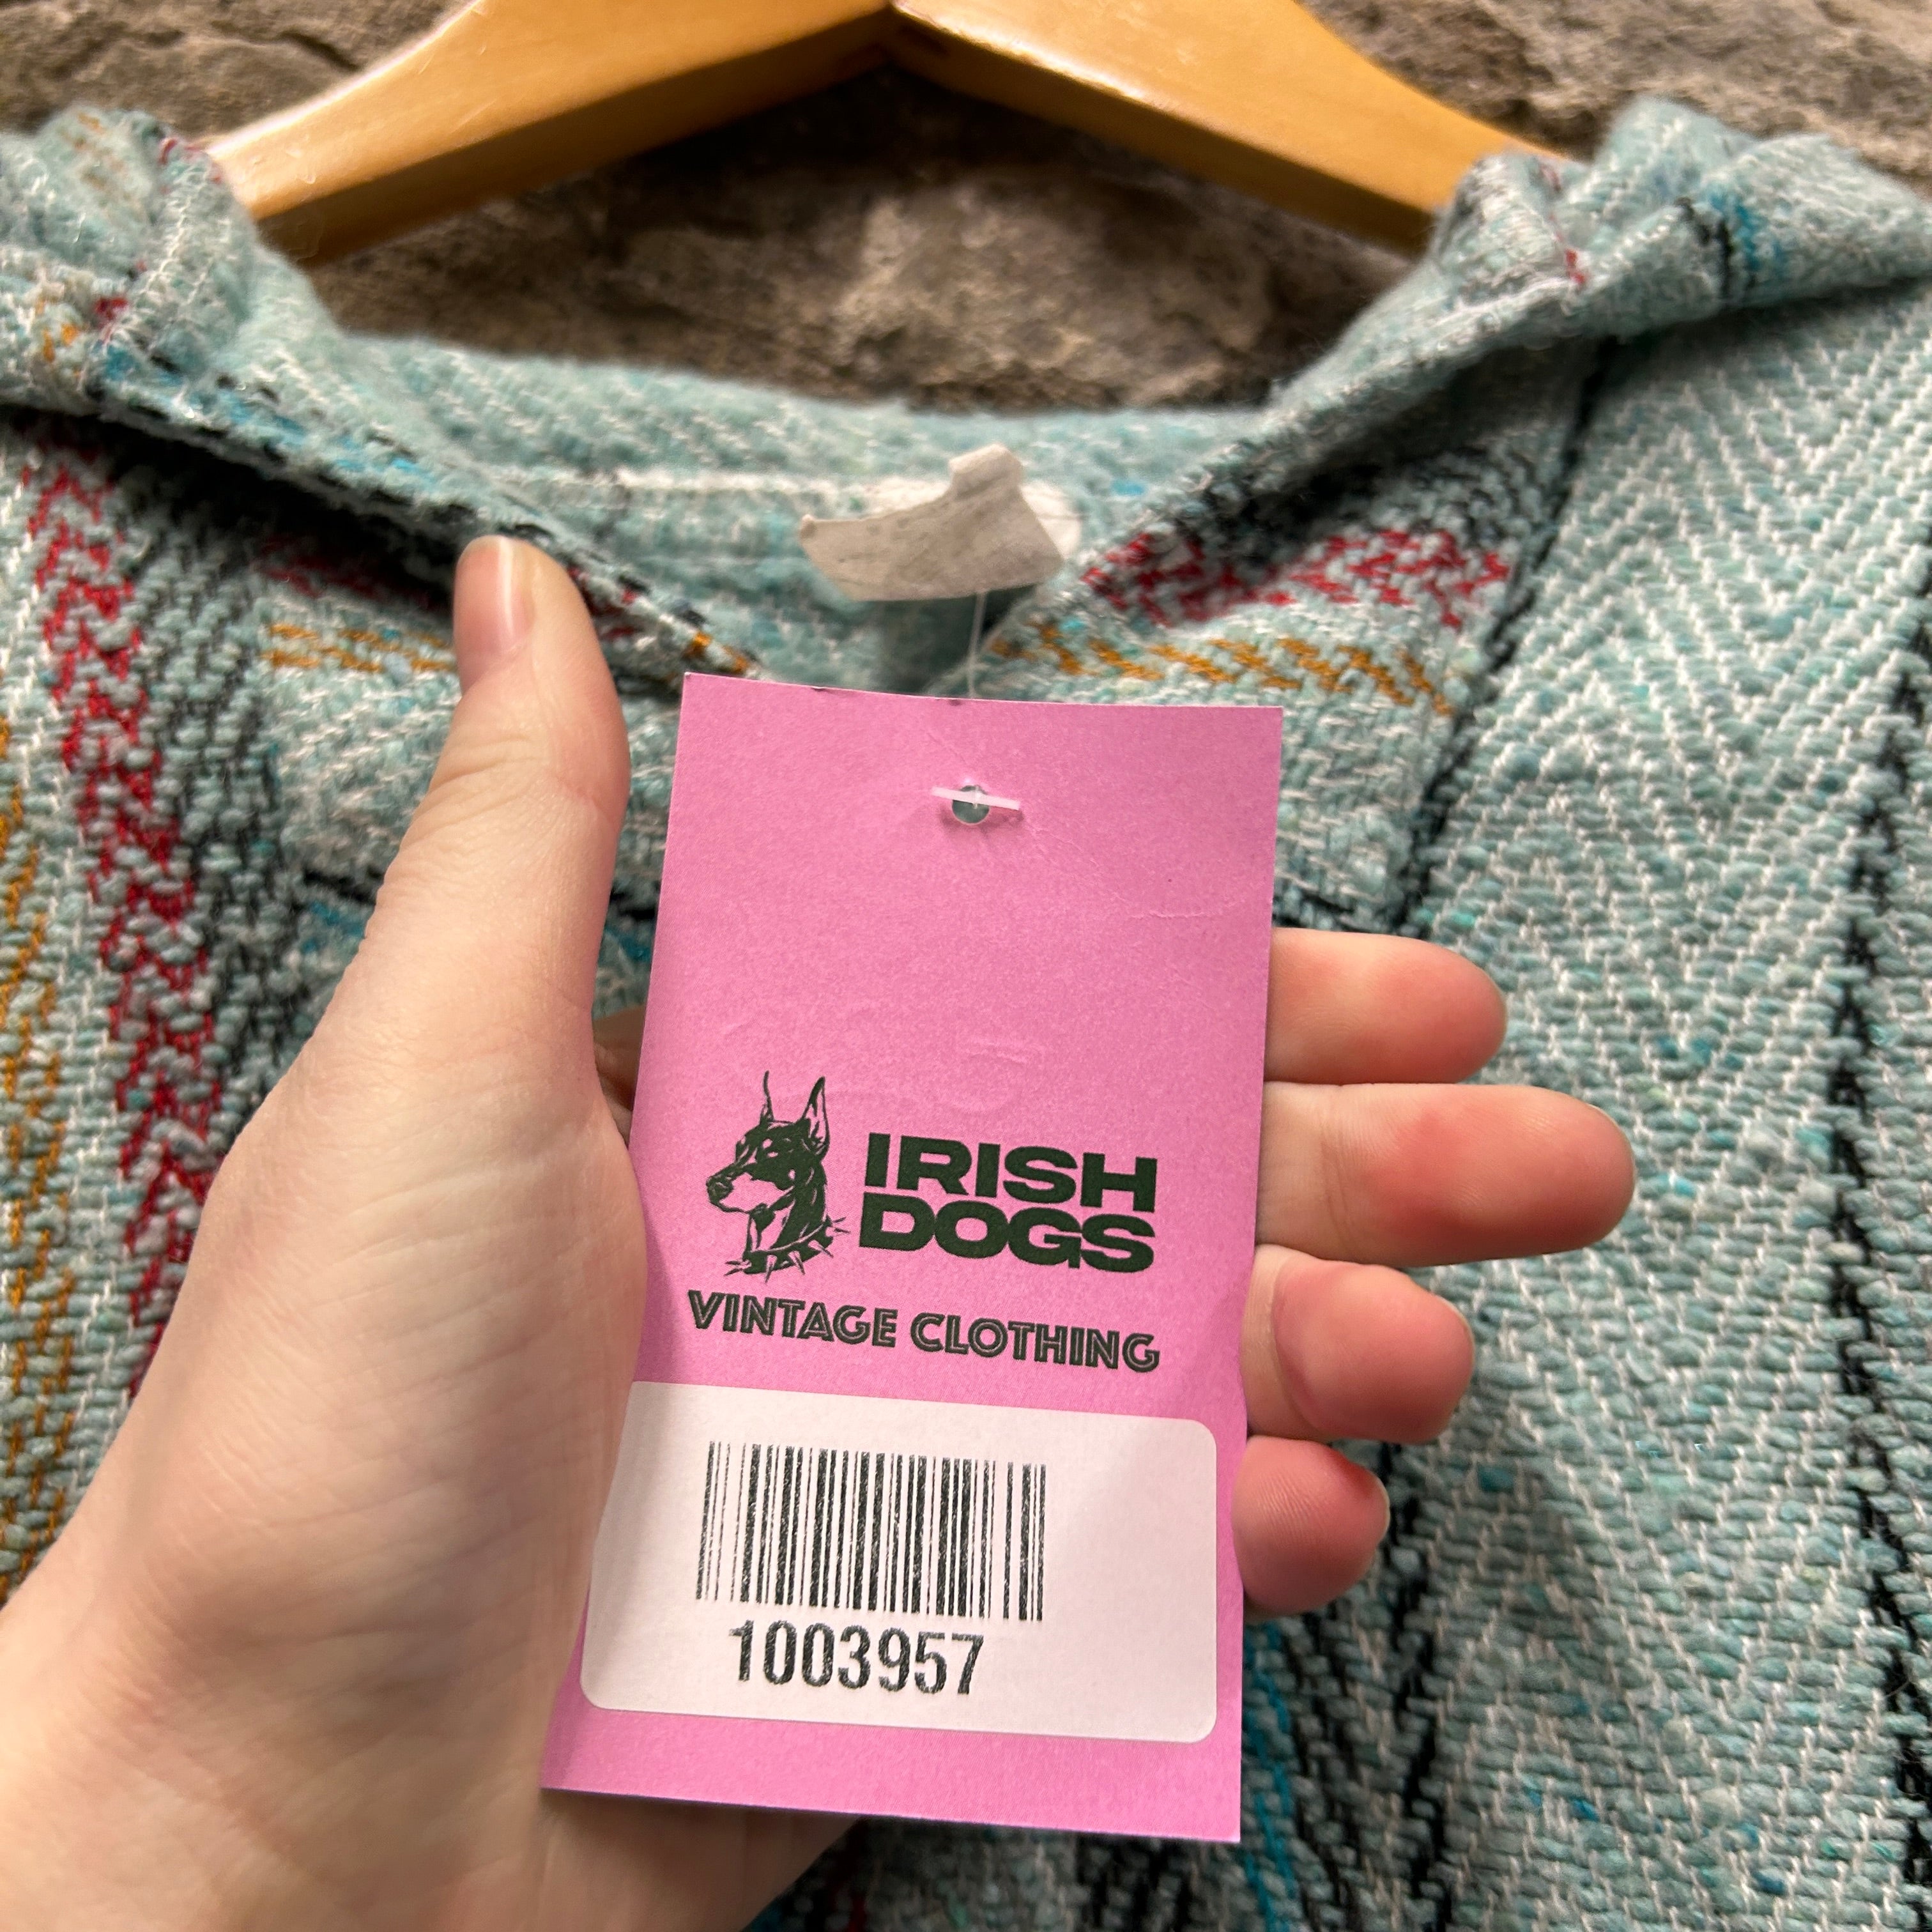 IRISH
DOGS
VINTAGE CLOTHING
1003957